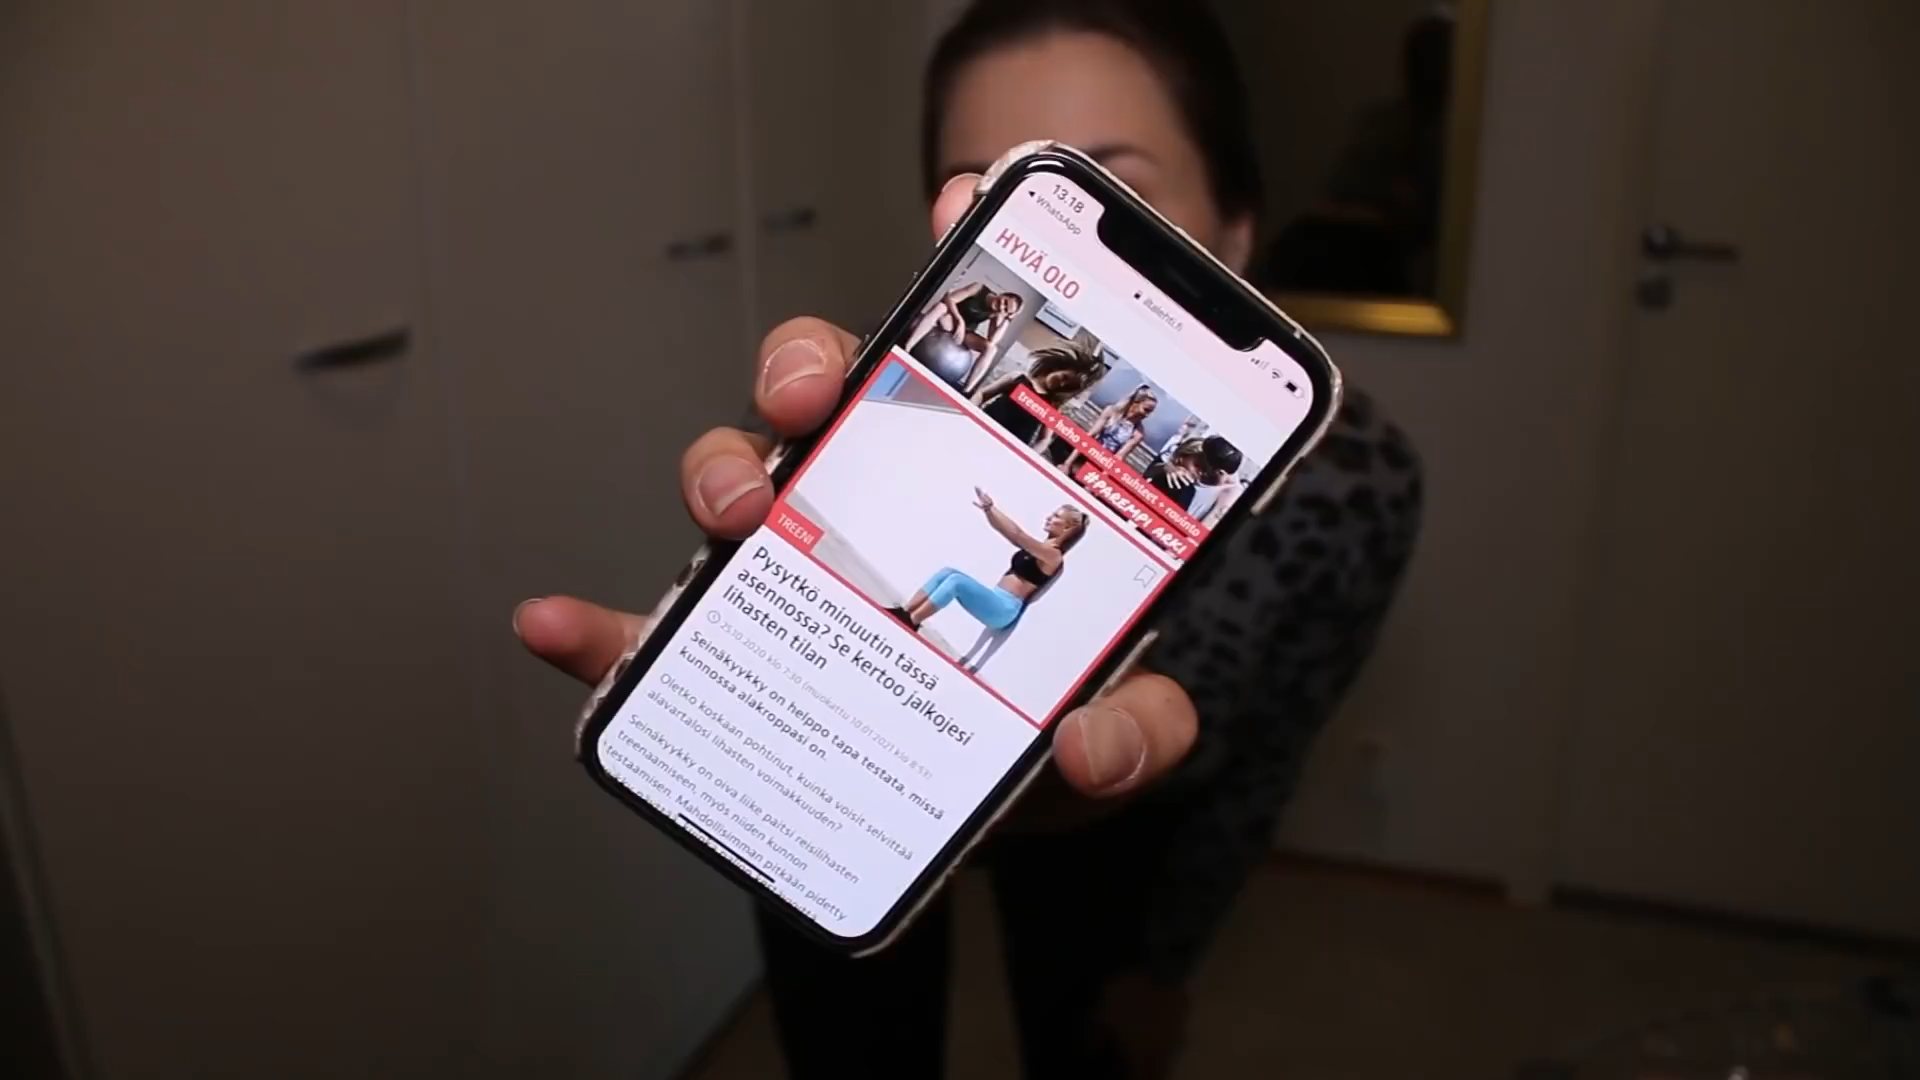 13.18
◀ WhatsApp
iltalehti.fi
HYVÄ OLO
treeni + keho + mieli + suhteet + ravinto
#PAREMPI ARKI
TREENI
Pysytkö minuutin tässä
asennossa? Se kertoo jalkojesi
lihasten tilan
25.10.2020 klo 7:30 (muokattu 10.01.2021 klo 8:51)
Seinäkyykky on helppo tapa testata, missä
kunnossa alakroppasi on.
Oletko koskaan pohtinut, kuinka voisit selvittää
alavartalosi lihasten voimakkuuden?
Seinäkyykky on oiva liike paitsi reisilihasten
treenaamiseen, myös niiden kunnon
testaamisen. Mahdollisimman pitkään pidetty